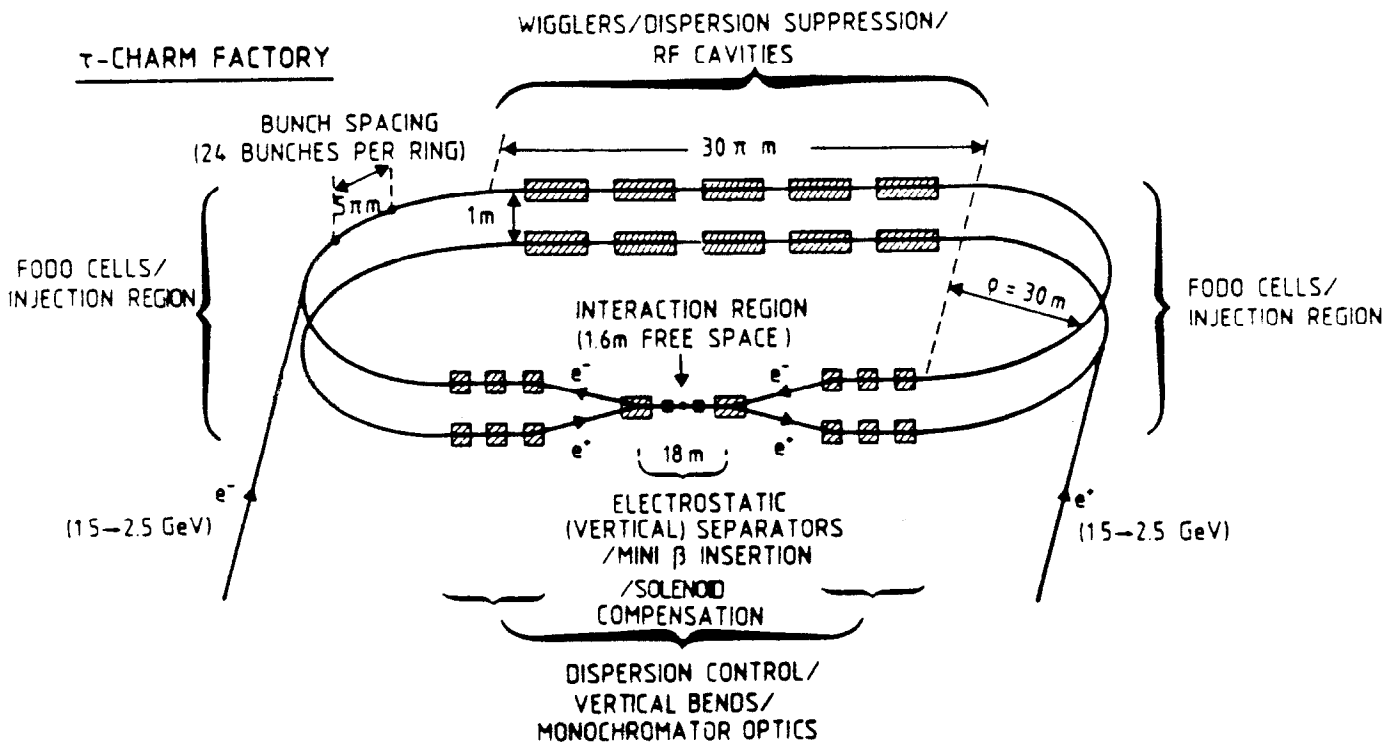 WIGGLERS/DISPERSION SUPPRESSION/
RF CAVITIES
τ-CHARM FACTORY
BUNCH SPACING
(24 BUNCHES PER RING)
30 π m
5πm
1m
FODO CELLS/
INJECTION REGION
ρ = 30 m
FODO CELLS/
INJECTION REGION
INTERACTION REGION
(1.6m FREE SPACE)
e⁻
e⁻
e⁺
e⁺
18 m
e⁻
(1.5→2.5 GeV)
e⁺
(1.5→2.5 GeV)
ELECTROSTATIC
(VERTICAL) SEPARATORS
/MINI β INSERTION
/SOLENOID
COMPENSATION
DISPERSION CONTROL/
VERTICAL BENDS/
MONOCHROMATOR OPTICS